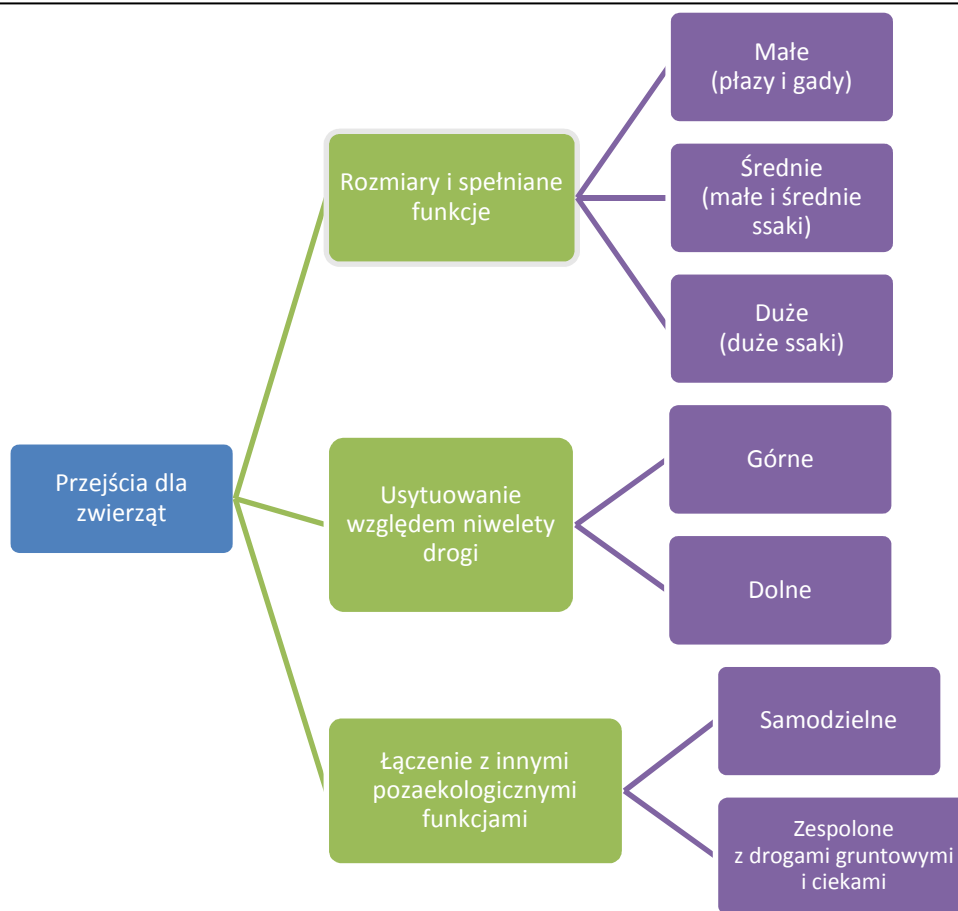 Przejścia dla
zwierząt
Rozmiary i spełniane
funkcje
Małe
(płazy i gady)
Średnie
(małe i średnie
ssaki)
Duże
(duże ssaki)
Usytuowanie
względem niwelety
drogi
Górne
Dolne
Łączenie z innymi
pozaekologicznymi
funkcjami
Samodzielne
Zespolone
z drogami gruntowymi
i ciekami